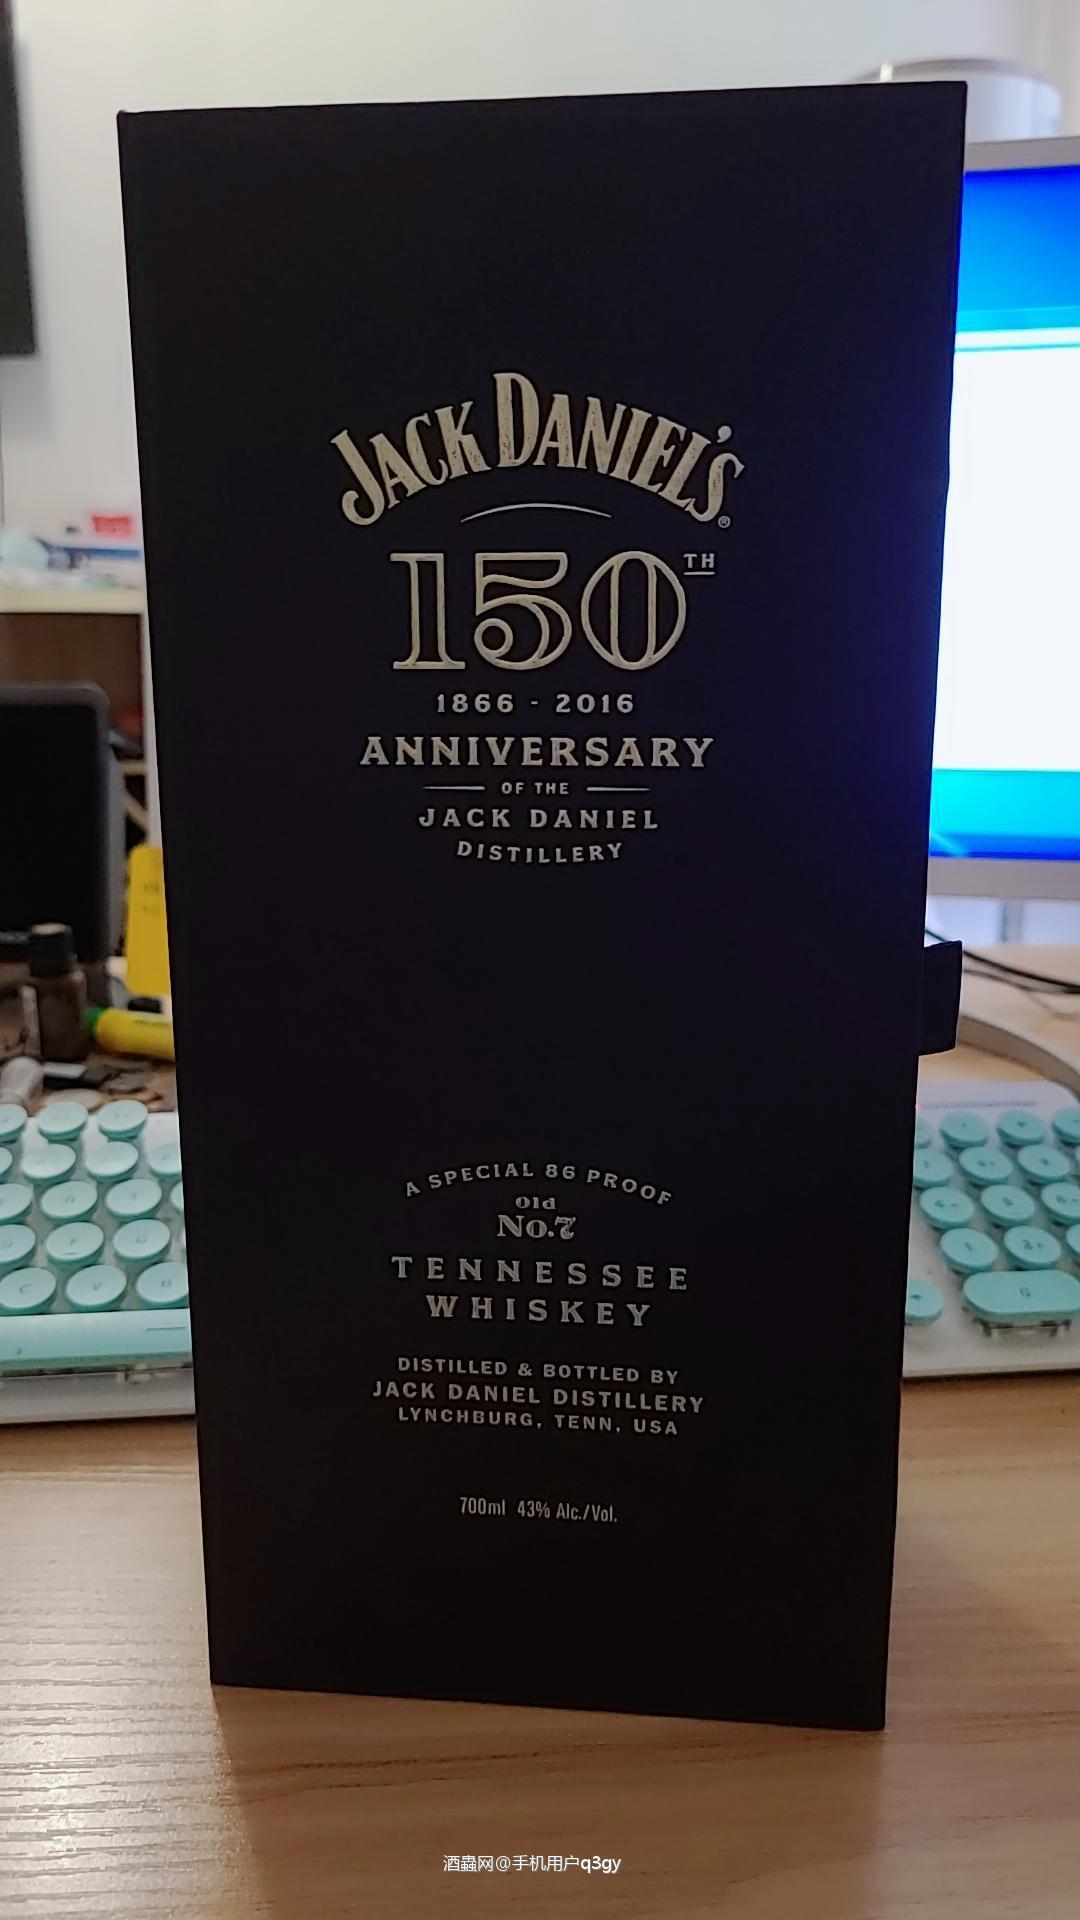 JACK DANIEL'S®
150TH
1866 - 2016
ANNIVERSARY
OF THE
JACK DANIEL
DISTILLERY
A SPECIAL 86 PROOF
Old
No.7
TENNESSEE
WHISKEY
DISTILLED & BOTTLED BY
JACK DANIEL DISTILLERY
LYNCHBURG, TENN, USA
700ml 43% Alc./Vol.
酒蟲网@手机用户q3gy